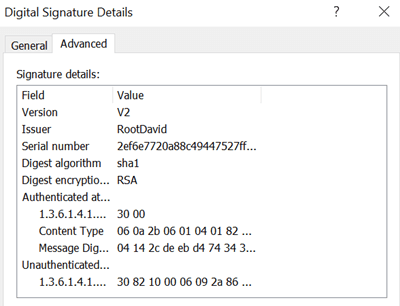 Digital Signature Details ? ×
General Advanced
Signature details:
Field Value
Version V2
Issuer RootDavid
Serial number 2ef6e7720a88c49447527ff...
Digest algorithm sha1
Digest encryptio... RSA
Authenticated at...
1.3.6.1.4.1.... 30 00
Content Type 06 0a 2b 06 01 04 01 82 ...
Message Dig... 04 14 2c de eb d4 74 34 3...
Unauthenticated...
1.3.6.1.4.1.... 30 82 10 00 06 09 2a 86 ...